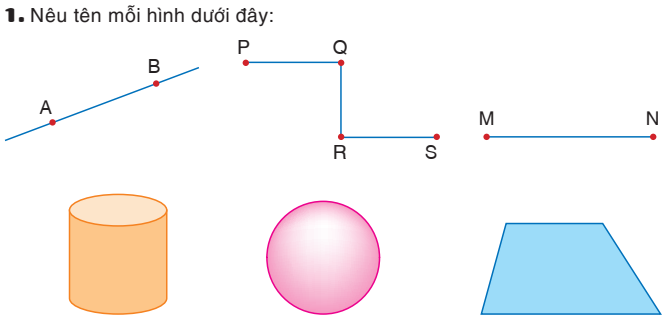 1. Nêu tên mỗi hình dưới đây:
P Q
B
A
M N
R S